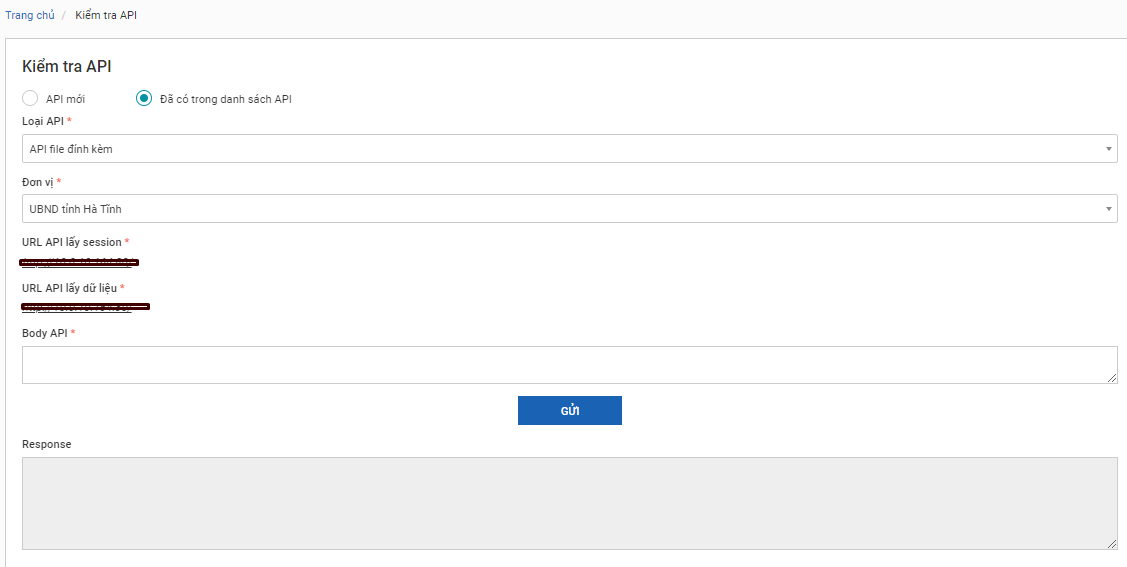 Trang chủ / Kiểm tra API
Kiểm tra API
API mới Đã có trong danh sách API
Loại API *
API file đính kèm
Đơn vị *
UBND tỉnh Hà Tĩnh
URL API lấy session *
URL API lấy dữ liệu *
Body API *
GỬI
Response